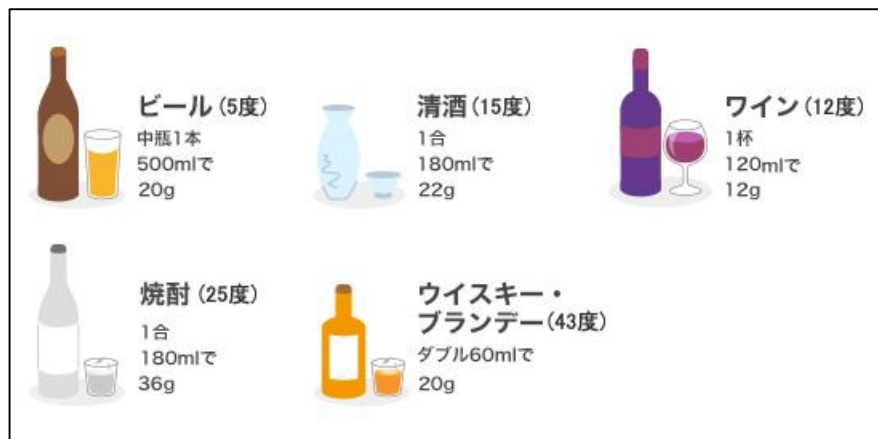 ビール(5度)
中瓶1本
500mlで
20g
清酒(15度)
1合
180mlで
22g
ワイン(12度)
1杯
120mlで
12g
焼酎(25度)
1合
180mlで
36g
ウイスキー・
ブランデー(43度)
ダブル60mlで
20g